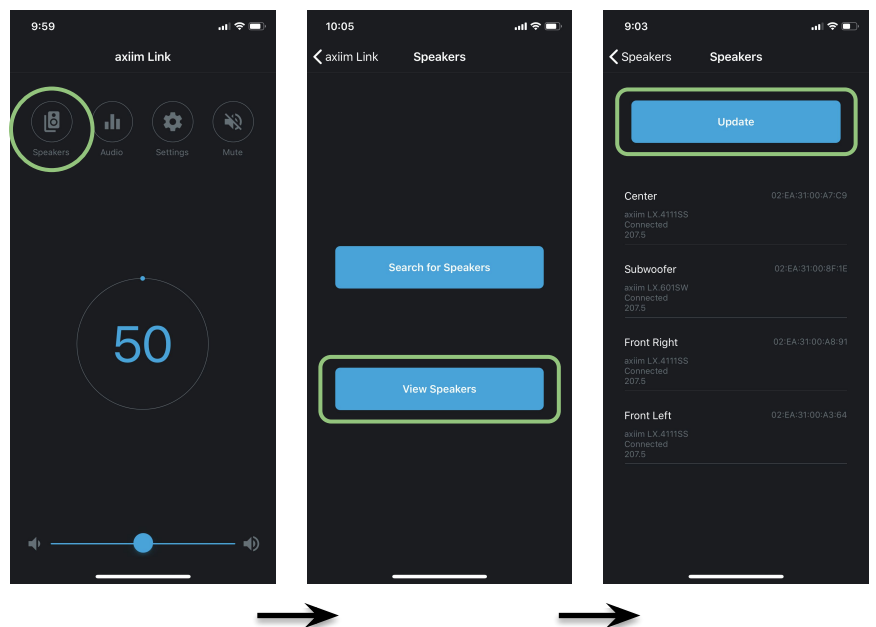 9:59
axiim Link
Speakers
Audio
Settings
Mute
50
10:05
axiim Link
Speakers
Search for Speakers
View Speakers
9:03
Speakers
Speakers
Update
Center
02:EA:31:00:A7:C9
axiim LX.4111SS
Connected
207.5
Subwoofer
02:EA:31:00:8F:1E
axiim LX.601SW
Connected
207.5
Front Right
02:EA:31:00:A8:91
axiim LX.4111SS
Connected
207.5
Front Left
02:EA:31:00:A3:64
axiim LX.4111SS
Connected
207.5